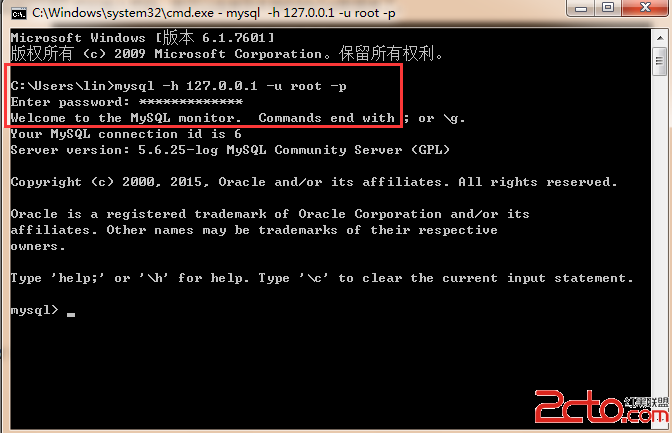 C:\Windows\system32\cmd.exe - mysql -h 127.0.0.1 -u root -p
Microsoft Windows [版本 6.1.7601]
版权所有 (c) 2009 Microsoft Corporation。保留所有权利。
C:\Users\lin>mysql -h 127.0.0.1 -u root -p
Enter password: *************
Welcome to the MySQL monitor.  Commands end with ; or \g.
Your MySQL connection id is 6
Server version: 5.6.25-log MySQL Community Server (GPL)
Copyright (c) 2000, 2015, Oracle and/or its affiliates. All rights reserved.
Oracle is a registered trademark of Oracle Corporation and/or its
affiliates. Other names may be trademarks of their respective
owners.
Type 'help;' or '\h' for help. Type '\c' to clear the current input statement.
mysql> _
2cto.com
红黑联盟